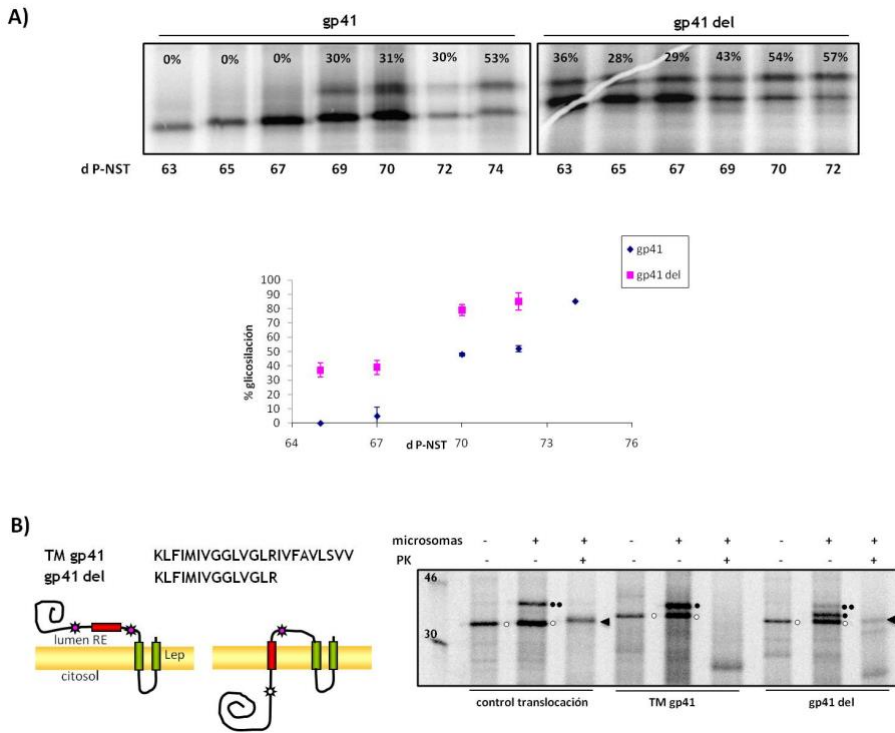 A)
gp41
gp41 del
0% 0% 0% 30% 31% 30% 53%
36% 28% 29% 43% 54% 57%
d P-NST 63 65 67 69 70 72 74
63 65 67 69 70 72
gp41
gp41 del
100
90
80
70
60
50
40
30
20
10
0
% glicosilación
64 67 70 73 76
d P-NST
B)
TM gp41 KLFIMIVGGLVGLRIVFAVLSVV
gp41 del KLFIMIVGGLVGLR
lumen RE
Lep
citosol
microsomas - + + - + + - + +
PK - - + - - + - - +
46
30
control translocación
TM gp41
gp41 del